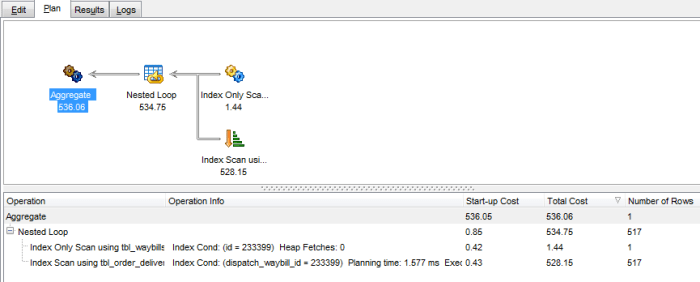 Edit Plan Results Logs
Aggregate Nested Loop Index Only Sca...
536.06 534.75 1.44
Index Scan usi...
528.15
Operation Operation Info Start-up Cost Total Cost Number of Rows
Aggregate 536.05 536.06 1
Nested Loop 0.85 534.75 517
Index Only Scan using tbl_waybills Index Cond: (id = 233399) Heap Fetches: 0 0.42 1.44 1
Index Scan using tbl_order_deliver Index Cond: (dispatch_waybill_id = 233399) Planning time: 1.577 ms Exec 0.43 528.15 517